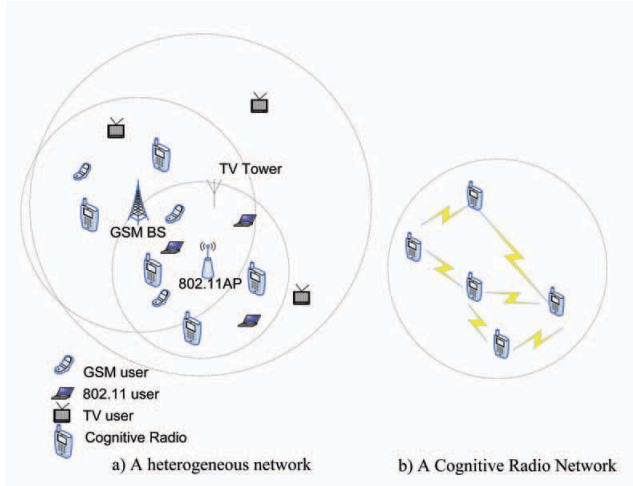 TV Tower
GSM BS
802.11AP
GSM user
802.11 user
TV user
Cognitive Radio
a) A heterogeneous network
b) A Cognitive Radio Network